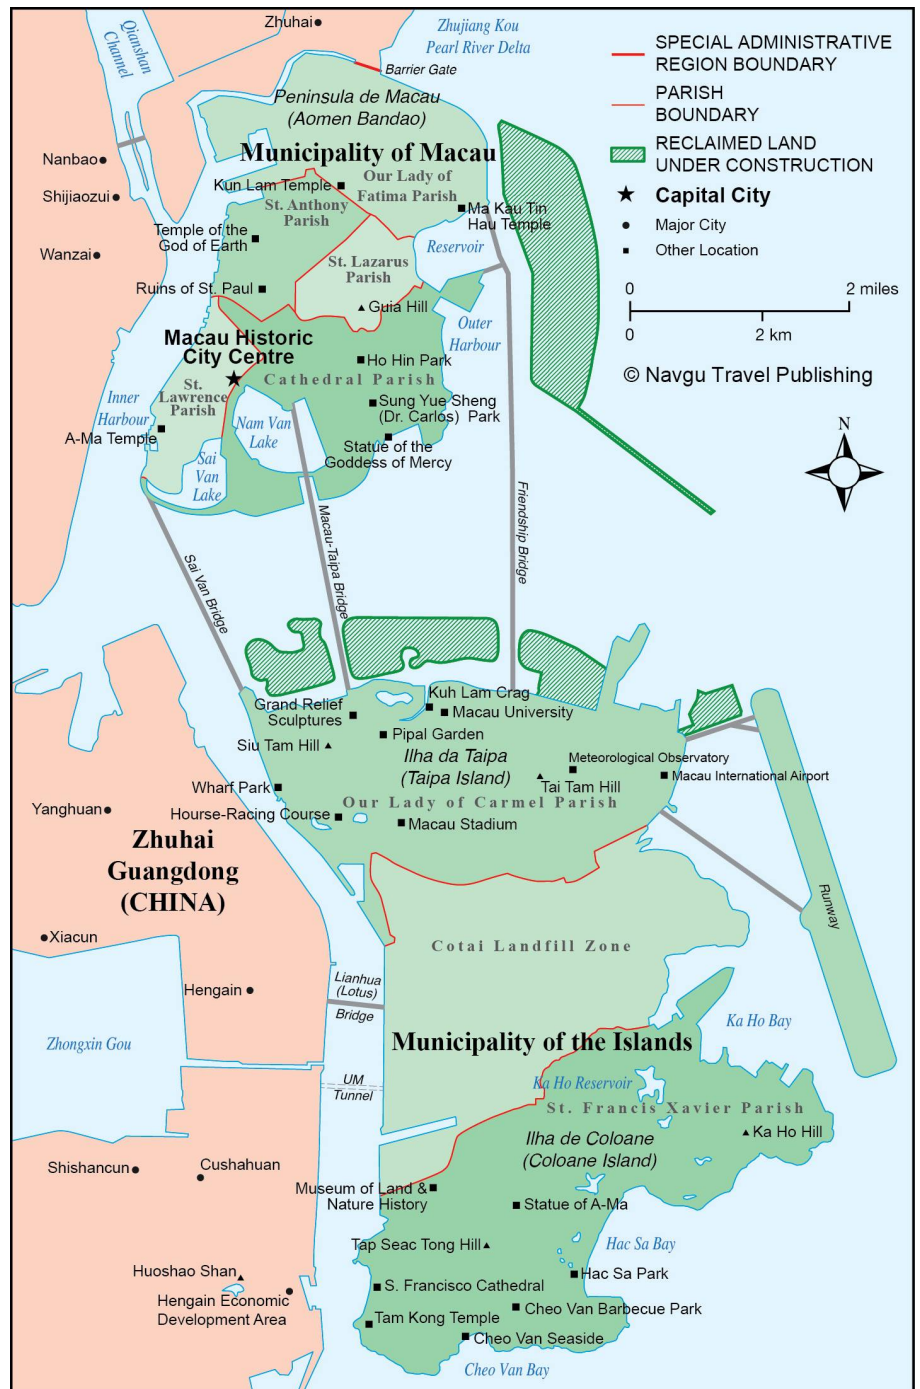 Zhuhai
Zhujiang Kou
Pearl River Delta
Qianshan
Channel
Barrier Gate
SPECIAL ADMINISTRATIVE
REGION BOUNDARY
PARISH
BOUNDARY
RECLAIMED LAND
UNDER CONSTRUCTION
Capital City
Major City
Other Location
0
2 miles
0
2 km
© Navgu Travel Publishing
N
Peninsula de Macau
(Aomen Bandao)
Municipality of Macau
Nanbao
Shijiaozui
Wanzai
Kun Lam Temple
Our Lady of
Fatima Parish
St. Anthony
Parish
Ma Kau Tin
Hau Temple
Temple of the
God of Earth
Reservoir
St. Lazarus
Parish
Ruins of St. Paul
Guia Hill
Outer
Harbour
Macau Historic
City Centre
Ho Hin Park
Cathedral Parish
St.
Lawrence
Parish
Inner
Harbour
Sung Yue Sheng
(Dr. Carlos) Park
Nam Van
Lake
A-Ma Temple
Statue of the
Goddess of Mercy
Sai
Van
Lake
Sai Van Bridge
Macau-Taipa Bridge
Friendship Bridge
Kuh Lam Crag
Grand Relief
Sculptures
Macau University
Pipal Garden
Siu Tam Hill
Ilha da Taipa
(Taipa Island)
Meteorological Observatory
Macau International Airport
Tai Tam Hill
Wharf Park
Our Lady of Carmel Parish
Hourse-Racing Course
Macau Stadium
Yanghuan
Zhuhai
Guangdong
(CHINA)
Runway
Xiacun
Cotai Landfill Zone
Hengain
Lianhua
(Lotus)
Bridge
Ka Ho Bay
Zhongxin Gou
Municipality of the Islands
UM
Tunnel
Ka Ho Reservoir
St. Francis Xavier Parish
Ka Ho Hill
Ilha de Coloane
(Coloane Island)
Shishancun
Cushahuan
Museum of Land &
Nature History
Statue of A-Ma
Tap Seac Tong Hill
Hac Sa Bay
Huoshao Shan
Hac Sa Park
Hengain Economic
Development Area
S. Francisco Cathedral
Cheo Van Barbecue Park
Tam Kong Temple
Cheo Van Seaside
Cheo Van Bay